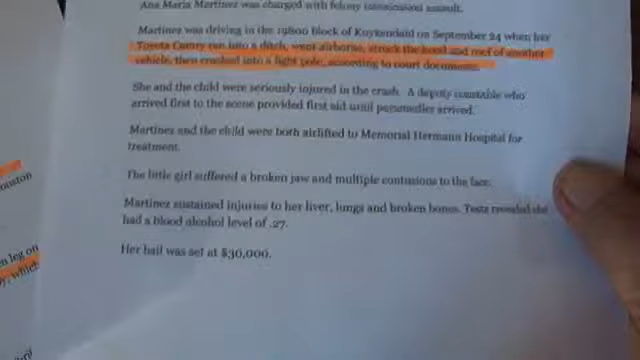 Ana Maria Martinez was charged with felony intoxication assault.
Martinez was driving in the 19800 block of Kuykendahl on September 24 when her
Toyota Camry ran into a ditch, went airborne, struck the hood and roof of another
vehicle, then crashed into a light pole, according to court documents.
She and the child were seriously injured in the crash. A deputy constable who
arrived first to the scene provided first aid until paramedics arrived.
Martinez and the child were both airlifted to Memorial Hermann Hospital for
treatment.
The little girl suffered a broken jaw and multiple contusions to the face.
Martinez sustained injuries to her liver, lungs and broken bones. Tests revealed she
had a blood alcohol level of .27.
Her bail was set at $30,000.
ouston
n leg on
y, which